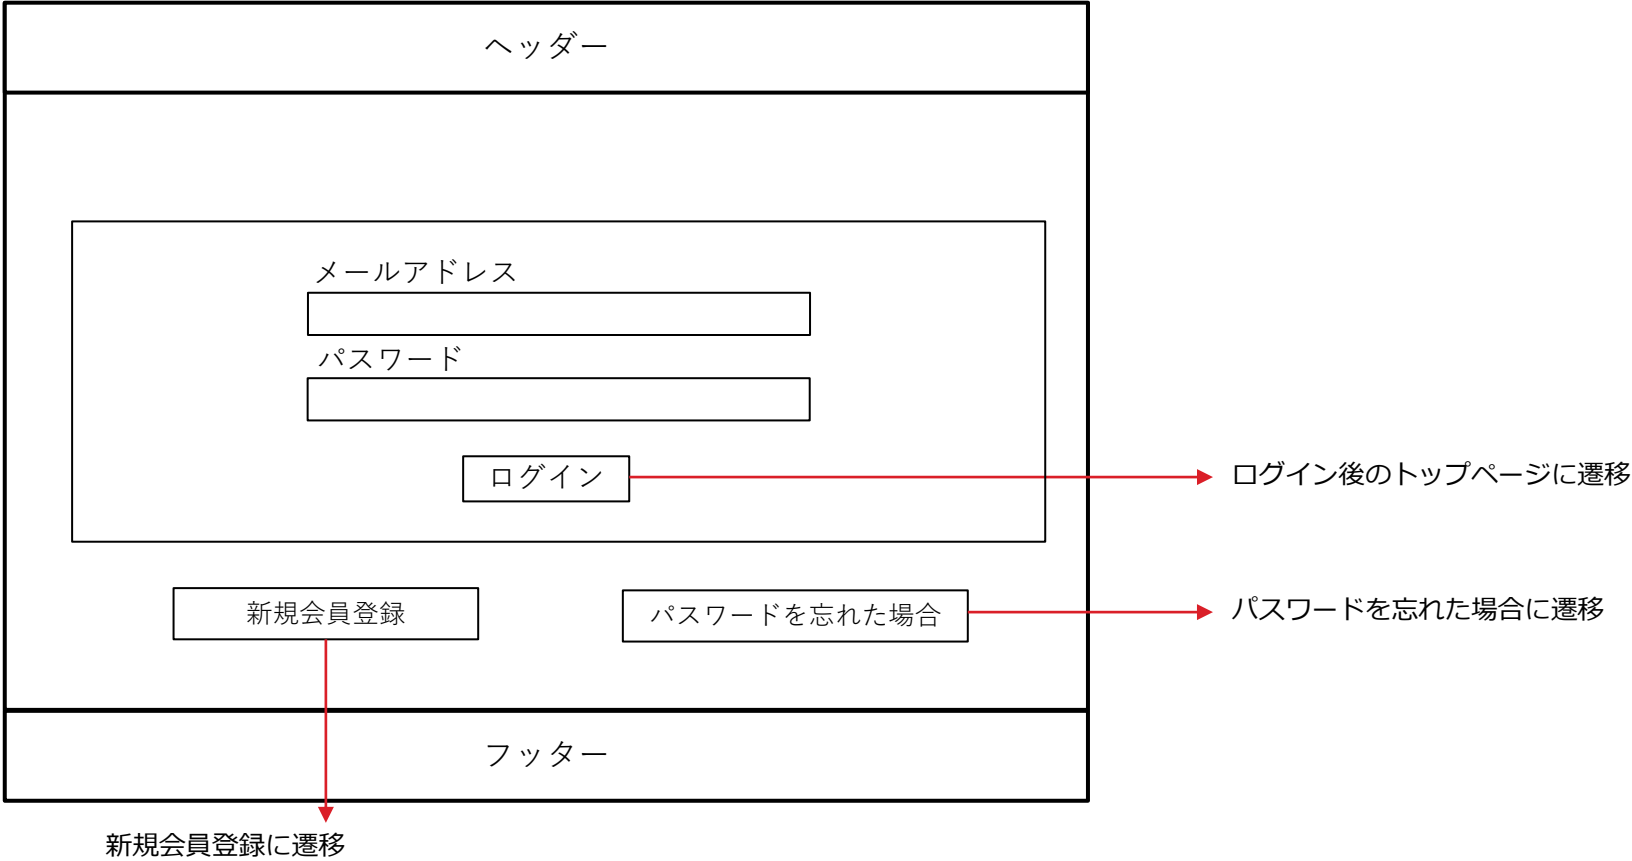 ヘッダー
メールアドレス
パスワード
ログイン
ログイン後のトップページに遷移
新規会員登録
パスワードを忘れた場合
パスワードを忘れた場合に遷移
フッター
新規会員登録に遷移